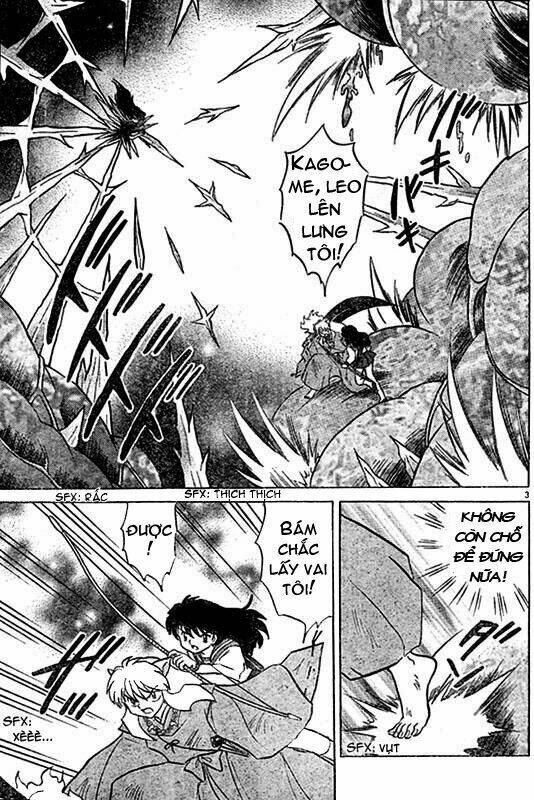 KAGO-
ME, LEO
LÊN
LUNG
TÔI!
SFX: RẮC
SFX: THỊCH THỊCH
3
KHÔNG
CÒN CHỖ
ĐỂ ĐỨNG
NỮA!
SFX: VỤT
BÁM
CHẮC
LẤY VAI
TÔI!
ĐƯỢC
!
SFX:
XÈÈÈ...